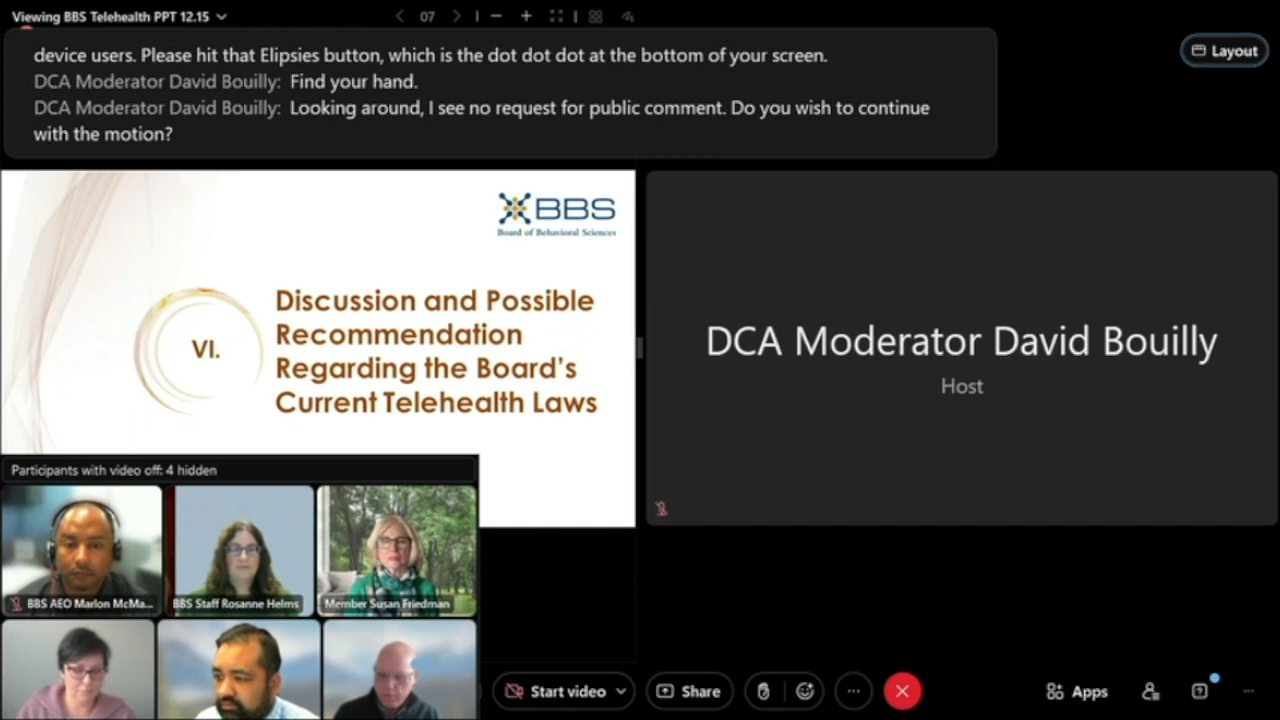 Viewing BBS Telehealth PPT 12.15
07
device users. Please hit that Elipsies button, which is the dot dot dot at the bottom of your screen.
DCA Moderator David Bouilly: Find your hand.
DCA Moderator David Bouilly: Looking around, I see no request for public comment. Do you wish to continue
with the motion?
Layout
BBS
Board of Behavioral Sciences
VI.
Discussion and Possible
Recommendation
Regarding the Board's
Current Telehealth Laws
DCA Moderator David Bouilly
Host
Participants with video off: 4 hidden
BBS AEO Marlon McMa...
BBS Staff Rosanne Helms
Member Susan Friedman
Start video
Share
Apps